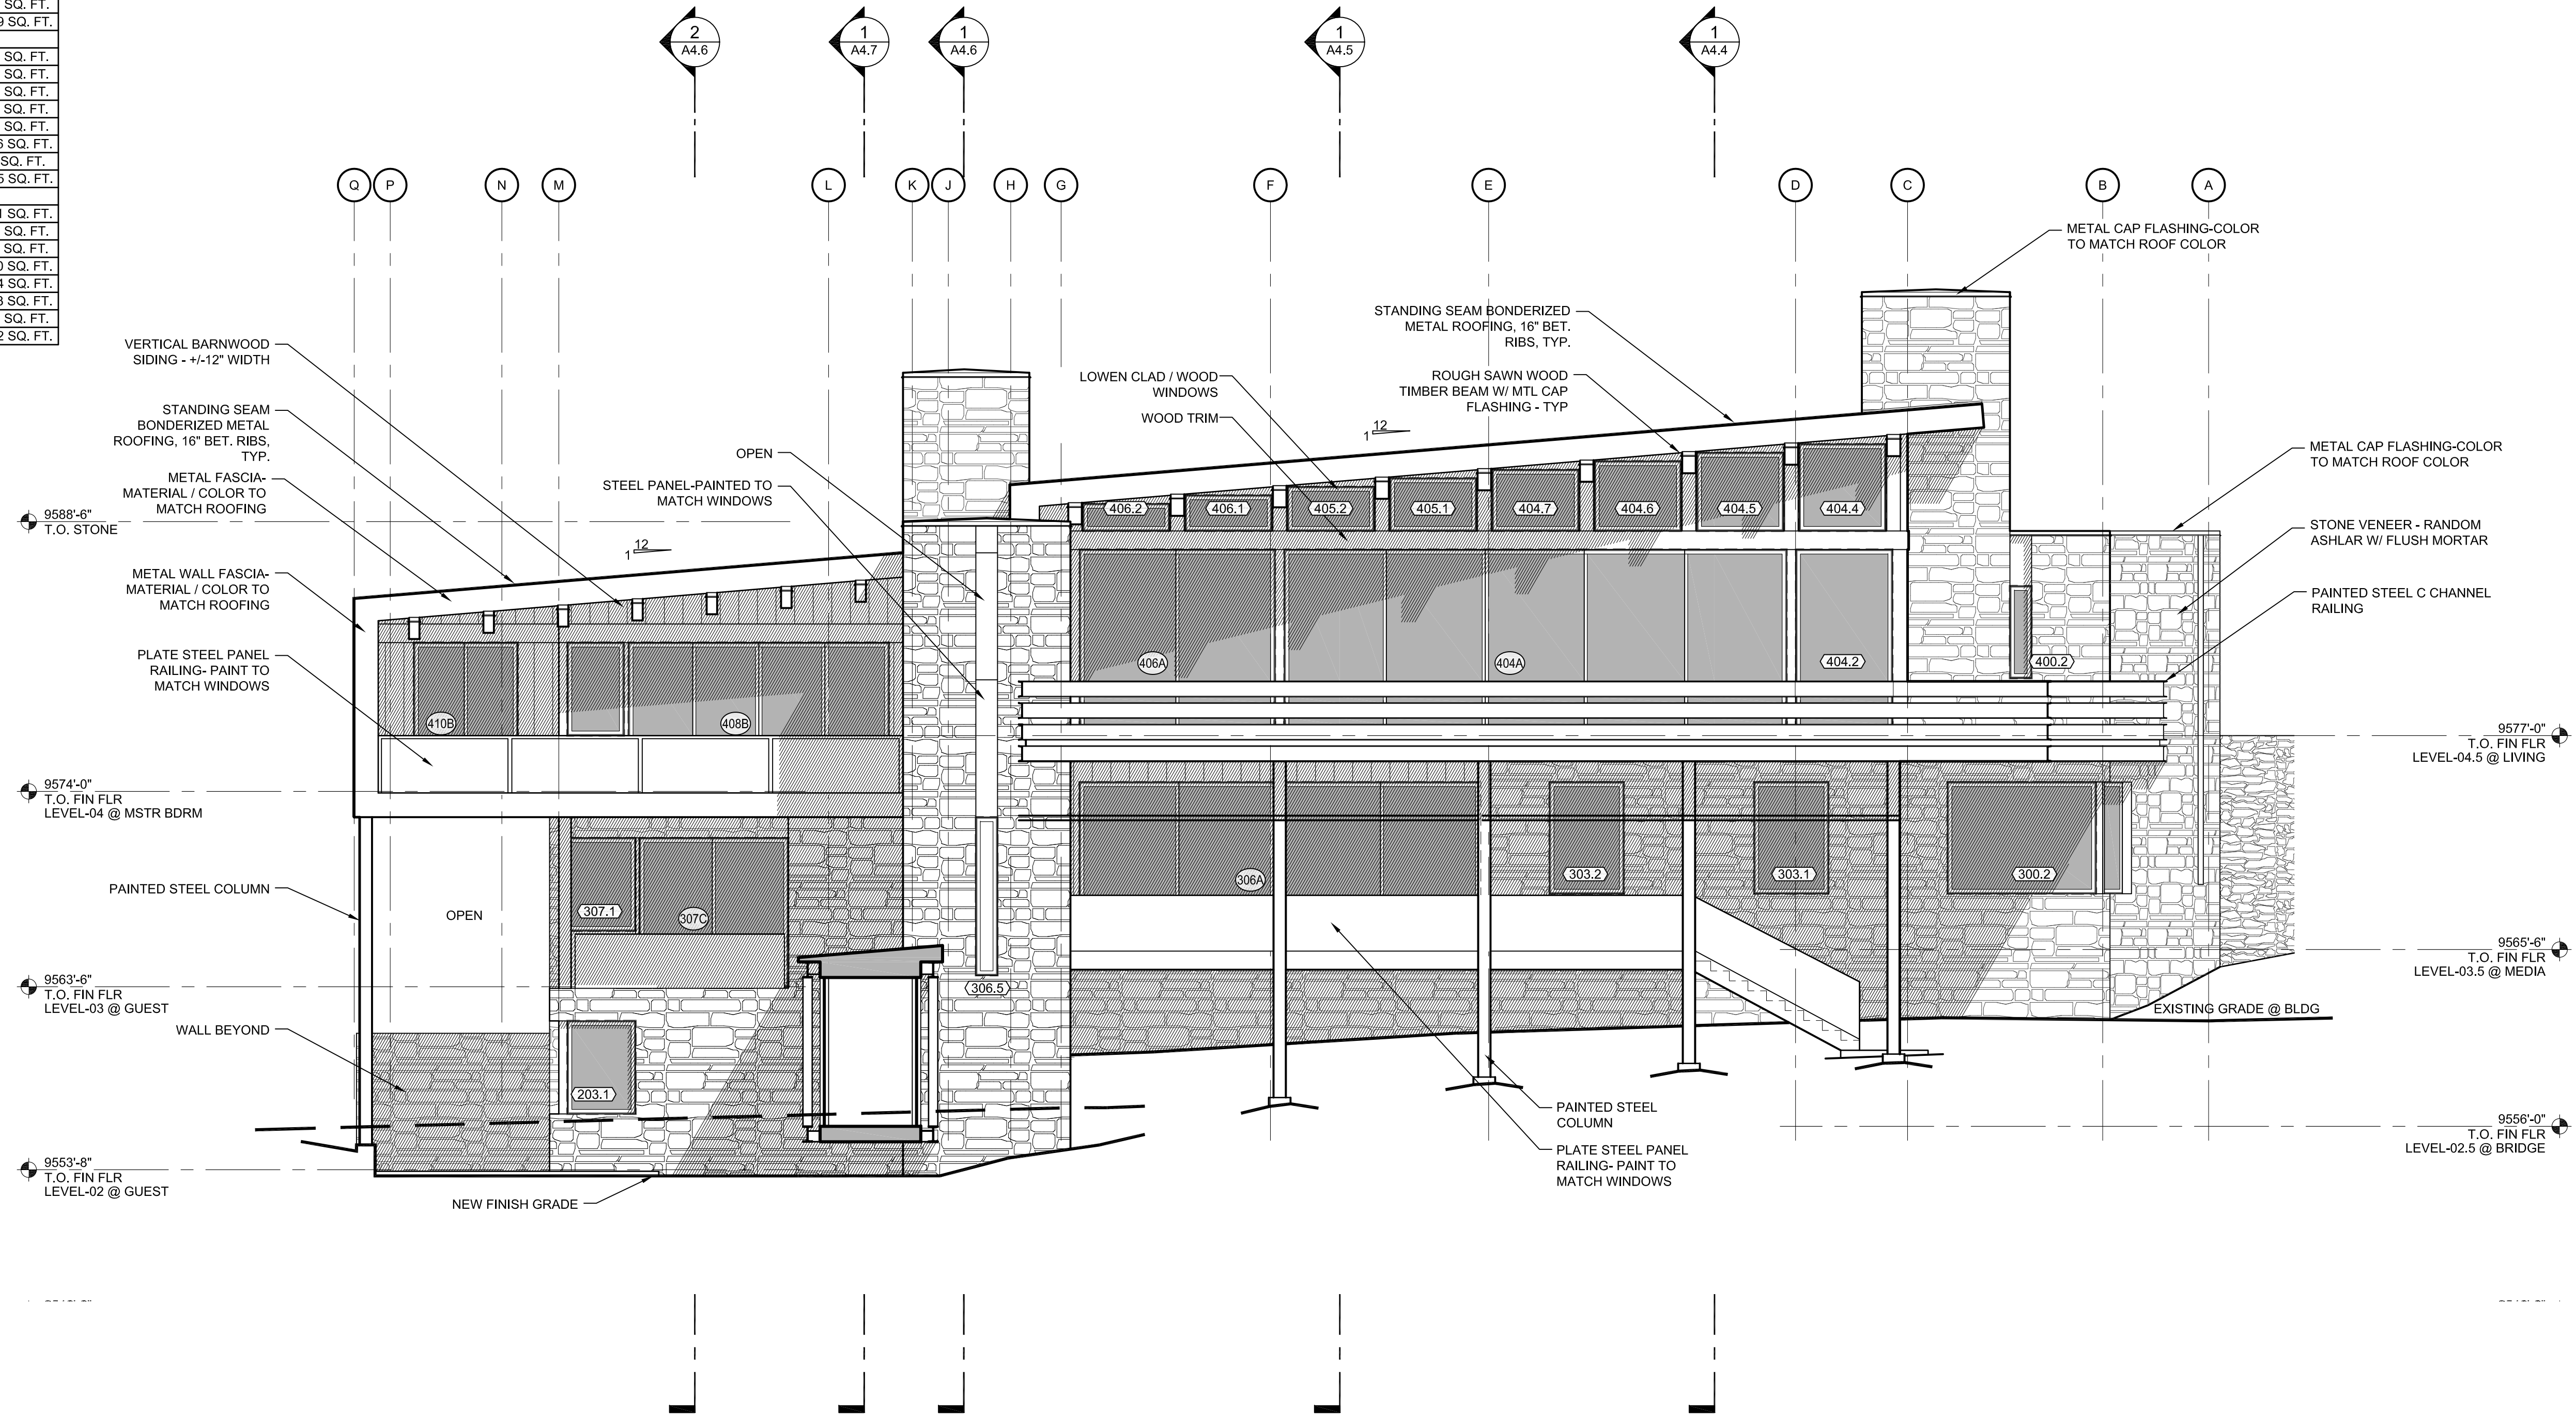 SQ. FT.
9 SQ. FT.
SQ. FT.
SQ. FT.
SQ. FT.
SQ. FT.
SQ. FT.
6 SQ. FT.
SQ. FT.
5 SQ. FT.
1 SQ. FT.
SQ. FT.
SQ. FT.
0 SQ. FT.
4 SQ. FT.
3 SQ. FT.
SQ. FT.
2 SQ. FT.
2
A4.6
1
A4.7
1
A4.6
1
A4.5
1
A4.4
Q P N M L K J H G F E D C B A
METAL CAP FLASHING-COLOR
TO MATCH ROOF COLOR
VERTICAL BARNWOOD
SIDING - +/-12" WIDTH
STANDING SEAM
BONDERIZED METAL
ROOFING, 16" BET. RIBS,
TYP.
METAL FASCIA-
MATERIAL / COLOR TO
MATCH ROOFING
9588'-6"
T.O. STONE
METAL WALL FASCIA-
MATERIAL / COLOR TO
MATCH ROOFING
PLATE STEEL PANEL
RAILING- PAINT TO
MATCH WINDOWS
9574'-0"
T.O. FIN FLR
LEVEL-04 @ MSTR BDRM
PAINTED STEEL COLUMN
9563'-6"
T.O. FIN FLR
LEVEL-03 @ GUEST
WALL BEYOND
9553'-8"
T.O. FIN FLR
LEVEL-02 @ GUEST
NEW FINISH GRADE
OPEN
STEEL PANEL-PAINTED TO
MATCH WINDOWS
12
1
LOWEN CLAD / WOOD
WINDOWS
WOOD TRIM
STANDING SEAM BONDERIZED
METAL ROOFING, 16" BET.
RIBS, TYP.
ROUGH SAWN WOOD
TIMBER BEAM W/ MTL CAP
FLASHING - TYP
12
1
406.2
406.1
405.2
405.1
404.7
404.6
404.5
404.4
406A
404A
404.2
400.2
410B
408B
OPEN
307.1
307C
306.5
306A
303.2
303.1
300.2
203.1
METAL CAP FLASHING-COLOR
TO MATCH ROOF COLOR
STONE VENEER - RANDOM
ASHLAR W/ FLUSH MORTAR
PAINTED STEEL C CHANNEL
RAILING
9577'-0"
T.O. FIN FLR
LEVEL-04.5 @ LIVING
9565'-6"
T.O. FIN FLR
LEVEL-03.5 @ MEDIA
EXISTING GRADE @ BLDG
PAINTED STEEL
COLUMN
PLATE STEEL PANEL
RAILING- PAINT TO
MATCH WINDOWS
9556'-0"
T.O. FIN FLR
LEVEL-02.5 @ BRIDGE